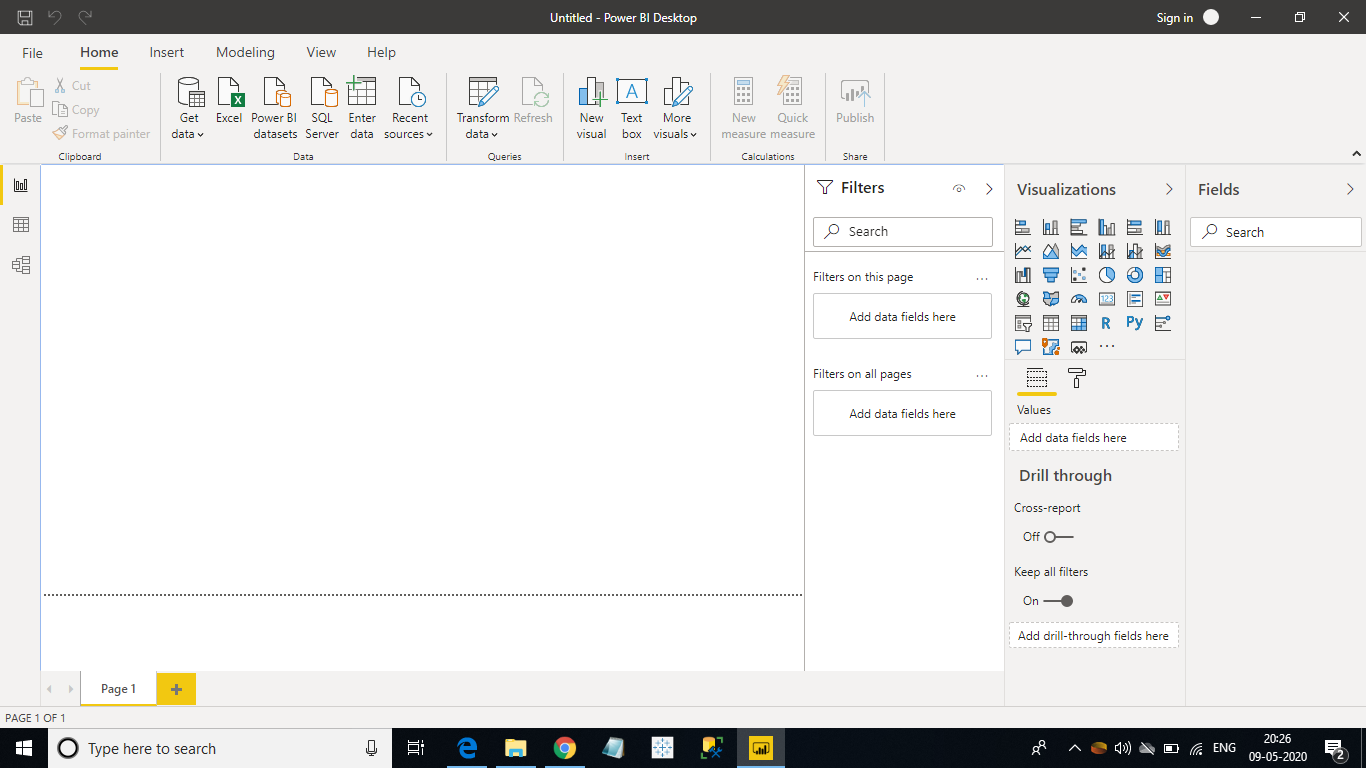 Untitled - Power BI Desktop
Sign in
File
Home
Insert
Modeling
View
Help
Paste
Cut
Copy
Format painter
Clipboard
Get
data
Excel
Power BI
datasets
SQL
Server
Enter
data
Recent
sources
Data
Transform
data
Refresh
Queries
New
visual
Text
box
More
visuals
Insert
New
measure
Quick
measure
Calculations
Publish
Share
Filters
Search
Filters on this page
...
Add data fields here
Filters on all pages
...
Add data fields here
Visualizations
123
R
Py
...
Values
Add data fields here
Drill through
Cross-report
Off
Keep all filters
On
Add drill-through fields here
Fields
Search
Page 1
+
PAGE 1 OF 1
Type here to search
ENG
20:26
09-05-2020
2